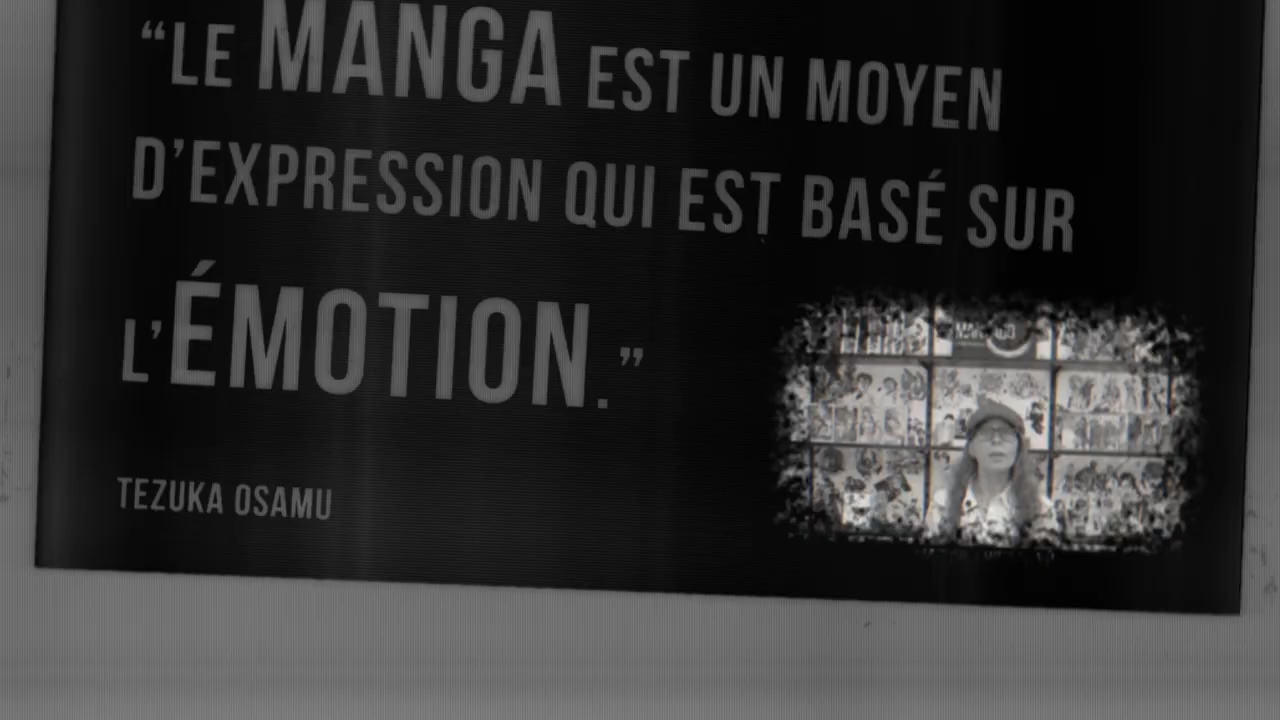 “LE MANGA EST UN MOYEN
D’EXPRESSION QUI EST BASÉ SUR
L’ÉMOTION.”
TEZUKA OSAMU